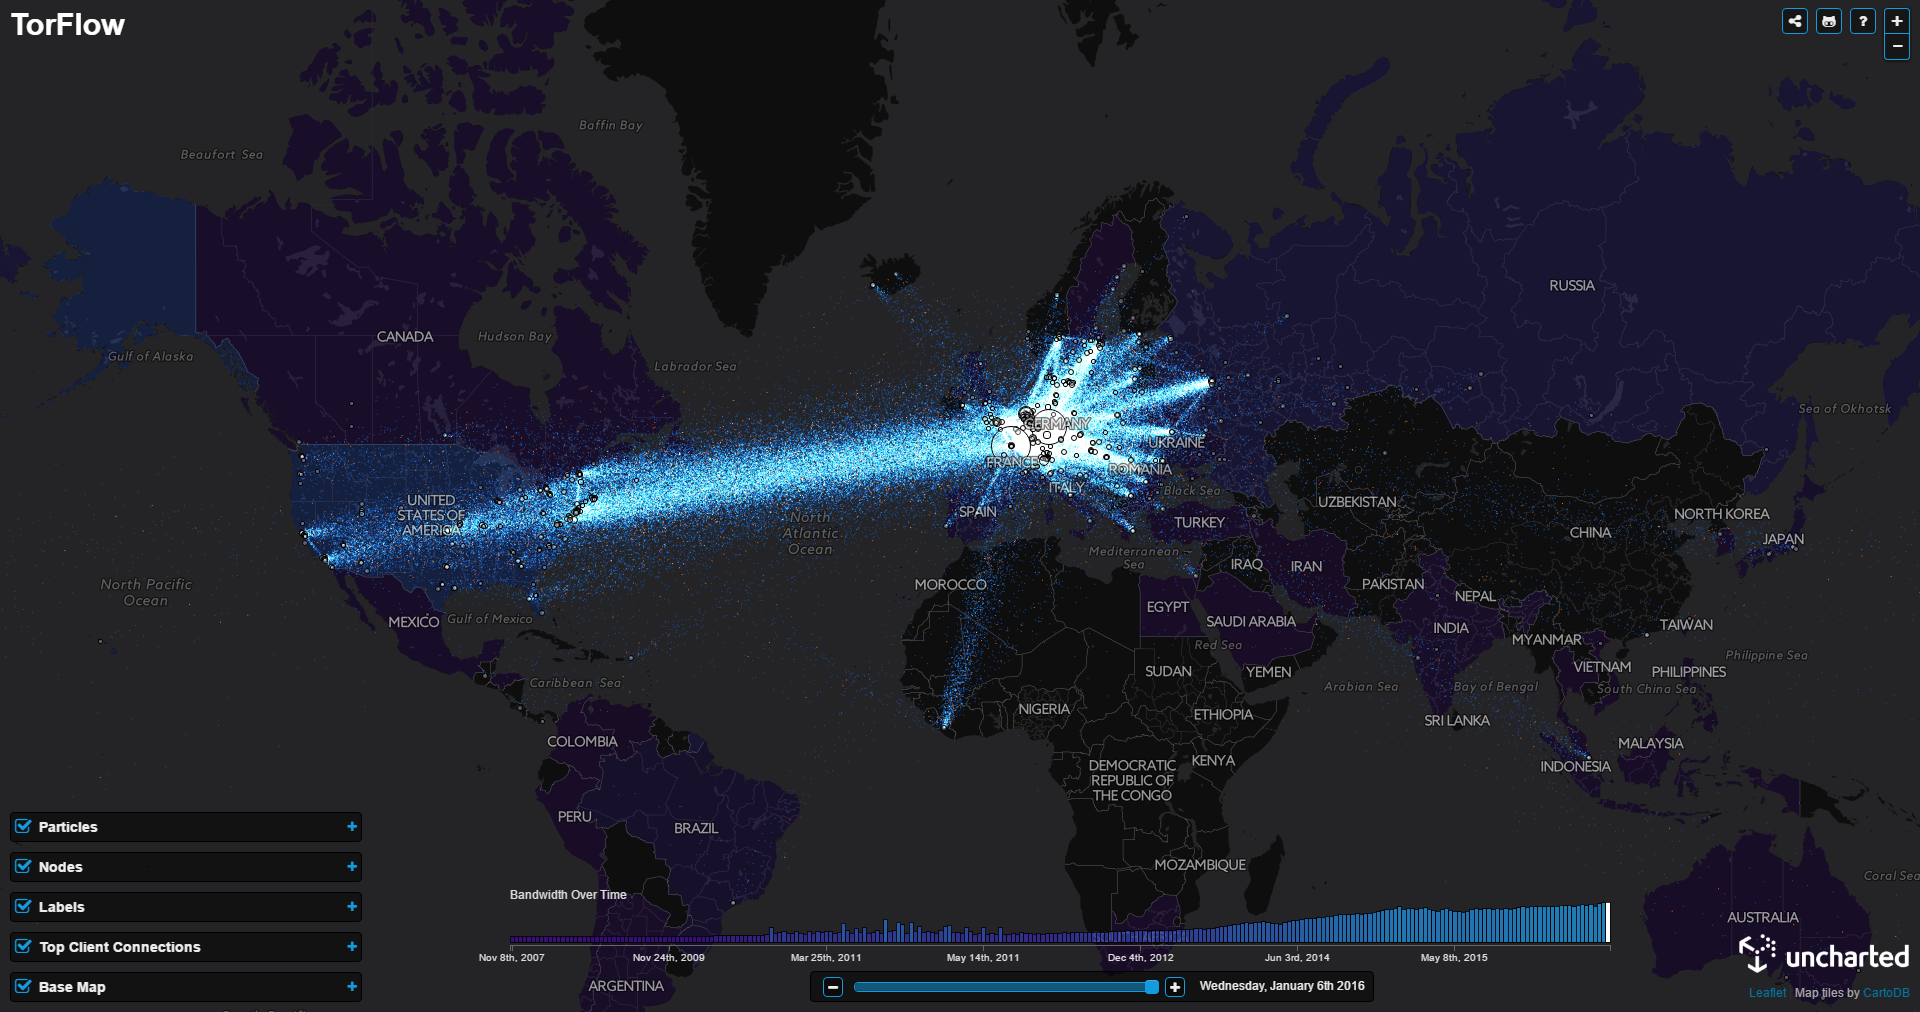 TorFlow
?
+
−
Baffin Bay
Beaufort Sea
RUSSIA
CANADA
Hudson Bay
Gulf of Alaska
Labrador Sea
Sea of Okhotsk
GERMANY
UKRAINE
FRANCE
ROMANIA
ITALY
Black Sea
UNITED
STATES OF
AMERICA
SPAIN
North
Atlantic
Ocean
TURKEY
UZBEKISTAN
CHINA
NORTH KOREA
JAPAN
Mediterranean
Sea
IRAQ
IRAN
PAKISTAN
NEPAL
North Pacific
Ocean
MOROCCO
EGYPT
SAUDI ARABIA
INDIA
MYANMAR
TAIWAN
MEXICO
Gulf of Mexico
Red Sea
SUDAN
YEMEN
VIETNAM
PHILIPPINES
Philippine Sea
Caribbean Sea
Arabian Sea
Bay of Bengal
South China Sea
NIGERIA
ETHIOPIA
SRI LANKA
COLOMBIA
MALAYSIA
KENYA
INDONESIA
DEMOCRATIC
REPUBLIC OF
THE CONGO
PERU
BRAZIL
MOZAMBIQUE
Coral Sea
AUSTRALIA
ARGENTINA
Particles +
Nodes +
Labels +
Top Client Connections +
Base Map +
Bandwidth Over Time
Nov 8th, 2007
Nov 24th, 2009
Mar 25th, 2011
May 14th, 2011
Dec 4th, 2012
Jun 3rd, 2014
May 8th, 2015
− + Wednesday, January 6th 2016
uncharted
Leaflet | Map tiles by CartoDB